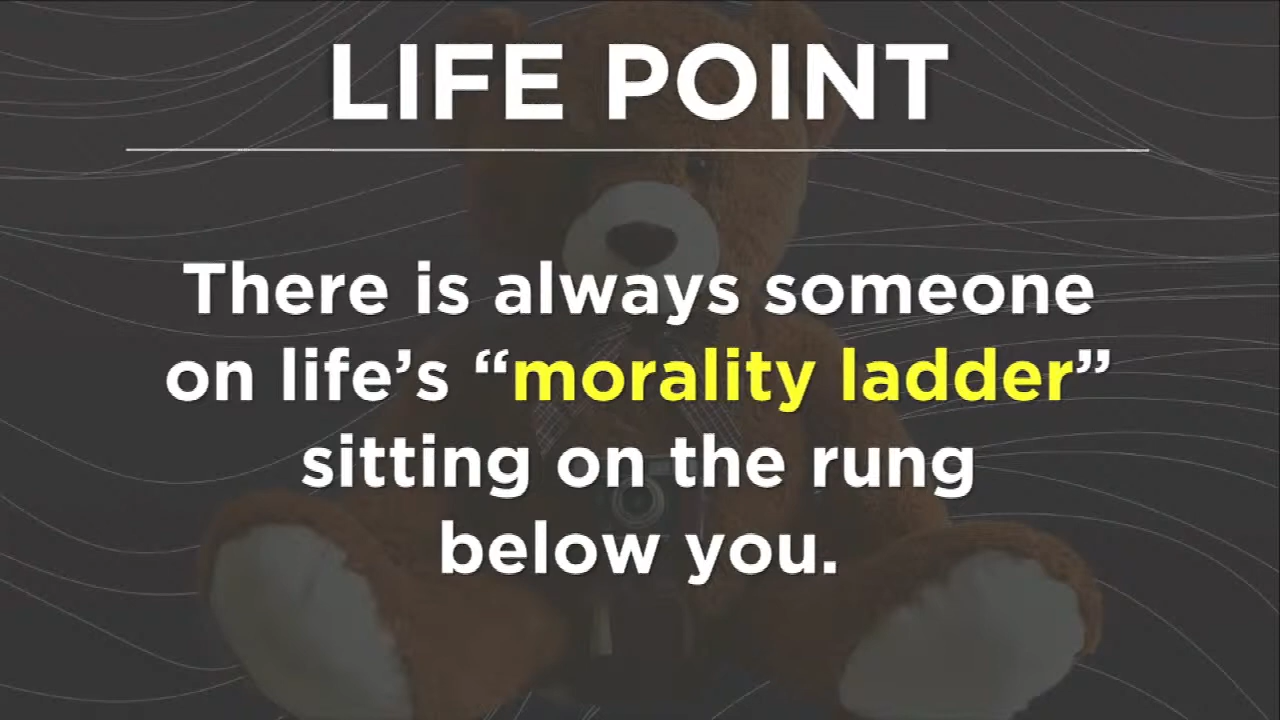 LIFE POINT
There is always someone
on life’s “morality ladder”
sitting on the rung
below you.